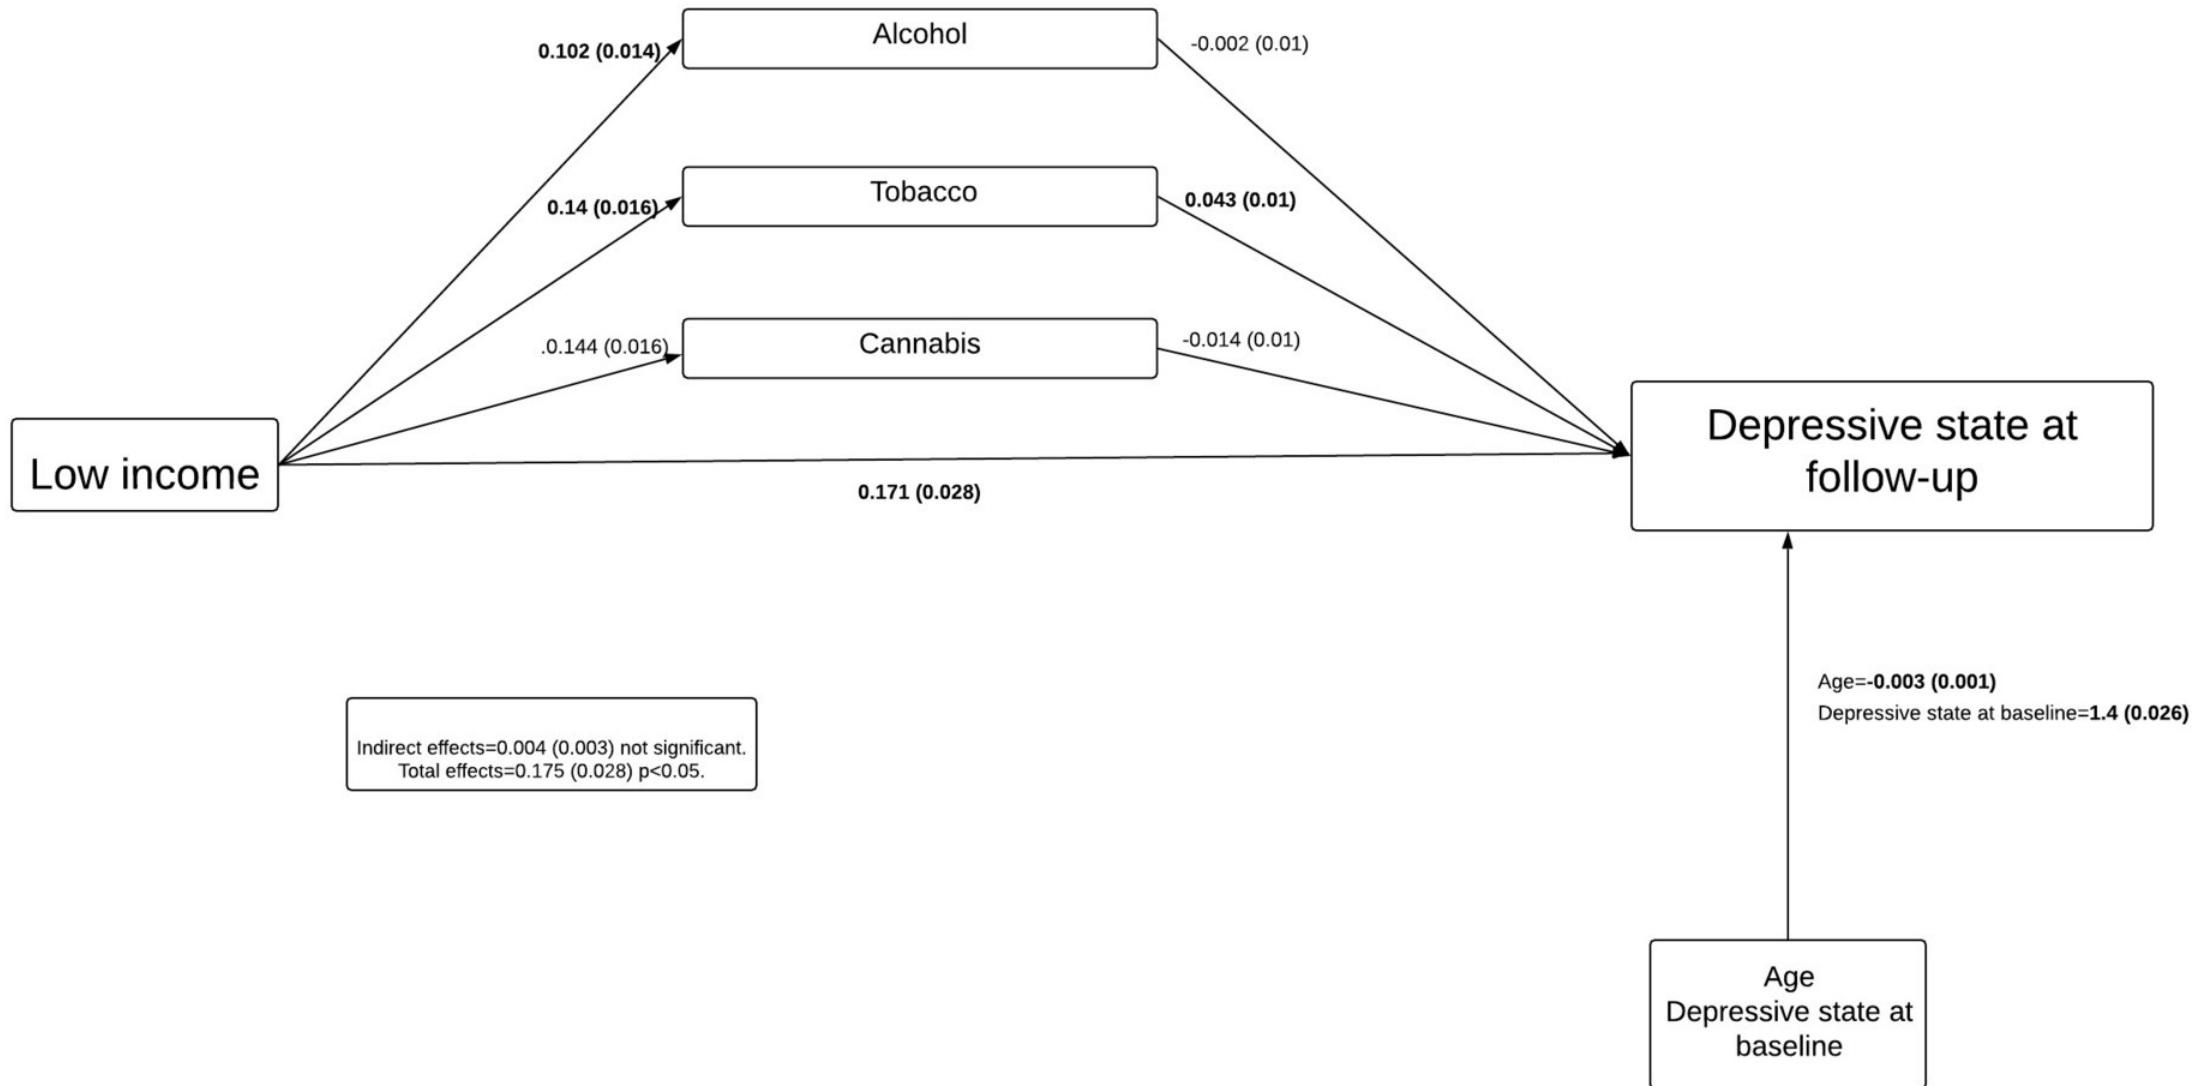 Alcohol
0.102 (0.014)
-0.002 (0.01)
Tobacco
0.14 (0.016)
0.043 (0.01)
Cannabis
.0.144 (0.016)
-0.014 (0.01)
Low income
Depressive state at
follow-up
0.171 (0.028)
Age=-0.003 (0.001)
Depressive state at baseline=1.4 (0.026)
Indirect effects=0.004 (0.003) not significant.
Total effects=0.175 (0.028) p<0.05.
Age
Depressive state at
baseline